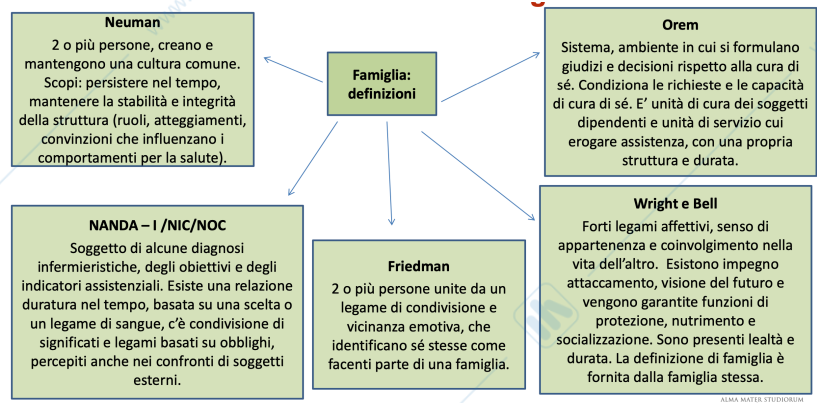 Famiglia:
definizioni
Neuman
2 o più persone, creano e
mantengono una cultura comune.
Scopi: persistere nel tempo,
mantenere la stabilità e integrità
della struttura (ruoli, atteggiamenti,
convinzioni che influenzano i
comportamenti per la salute).
Orem
Sistema, ambiente in cui si formulano
giudizi e decisioni rispetto alla cura di
sé. Condiziona le richieste e le capacità
di cura di sé. E’ unità di cura dei soggetti
dipendenti e unità di servizio cui
erogare assistenza, con una propria
struttura e durata.
NANDA – I /NIC/NOC
Soggetto di alcune diagnosi
infermieristiche, degli obiettivi e degli
indicatori assistenziali. Esiste una relazione
duratura nel tempo, basata su una scelta o
un legame di sangue, c’è condivisione di
significati e legami basati su obblighi,
percepiti anche nei confronti di soggetti
esterni.
Friedman
2 o più persone unite da un
legame di condivisione e
vicinanza emotiva, che
identificano sé stesse come
facenti parte di una famiglia.
Wright e Bell
Forti legami affettivi, senso di
appartenenza e coinvolgimento nella
vita dell’altro.  Esistono impegno
attaccamento, visione del futuro e
vengono garantite funzioni di
protezione, nutrimento e
socializzazione. Sono presenti lealtà e
durata. La definizione di famiglia è
fornita dalla famiglia stessa.
ALMA MATER STUDIORUM